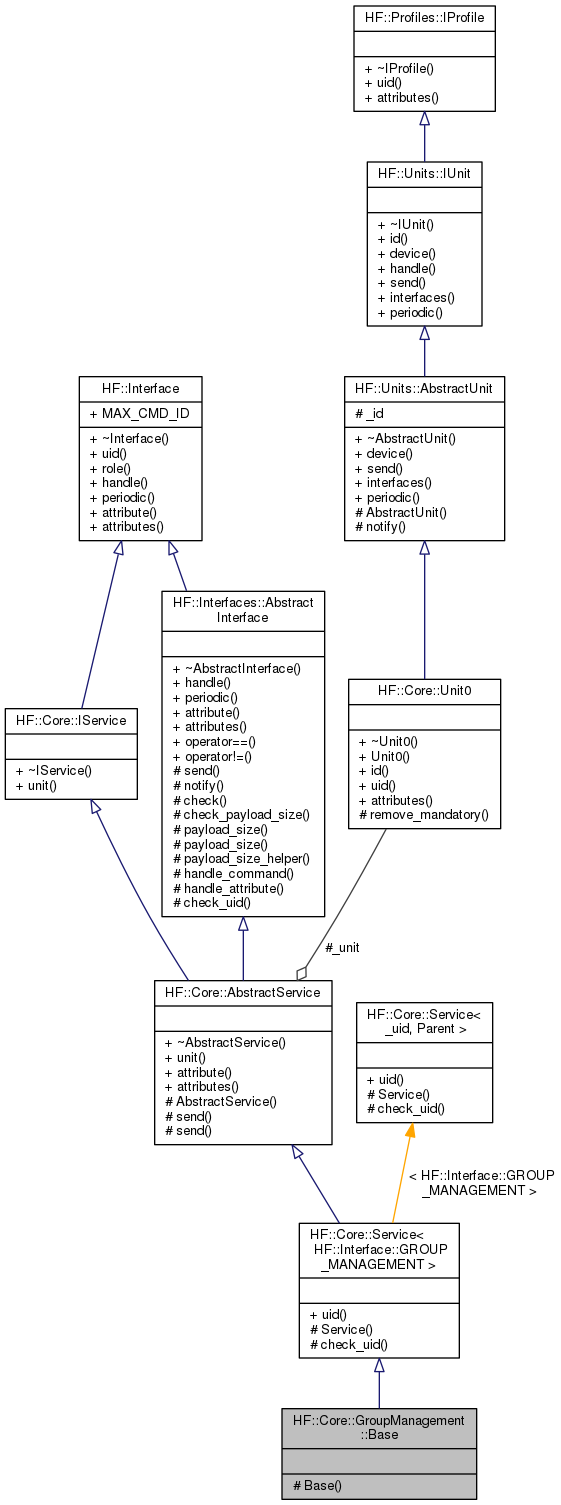 HF::Profiles::IProfile
+ ~IProfile()
+ uid()
+ attributes()
HF::Units::IUnit
+ ~IUnit()
+ id()
+ device()
+ handle()
+ send()
+ interfaces()
+ periodic()
HF::Interface
+ MAX_CMD_ID
+ ~Interface()
+ uid()
+ role()
+ handle()
+ periodic()
+ attribute()
+ attributes()
HF::Units::AbstractUnit
# _id
+ ~AbstractUnit()
+ device()
+ send()
+ interfaces()
+ periodic()
# AbstractUnit()
# notify()
HF::Interfaces::Abstract
Interface
+ ~AbstractInterface()
+ handle()
+ periodic()
+ attribute()
+ attributes()
+ operator==()
+ operator!=()
# send()
# notify()
# check()
# check_payload_size()
# payload_size()
# payload_size()
# payload_size_helper()
# handle_command()
# handle_attribute()
# check_uid()
HF::Core::IService
+ ~IService()
+ unit()
HF::Core::Unit0
+ ~Unit0()
+ Unit0()
+ id()
+ uid()
+ attributes()
# remove_mandatory()
#_unit
HF::Core::AbstractService
+ ~AbstractService()
+ unit()
+ attribute()
+ attributes()
# AbstractService()
# send()
# send()
HF::Core::Service<
_uid, Parent >
+ uid()
# Service()
# check_uid()
< HF::Interface::GROUP
_MANAGEMENT >
HF::Core::Service<
HF::Interface::GROUP
_MANAGEMENT >
+ uid()
# Service()
# check_uid()
HF::Core::GroupManagement
::Base
# Base()